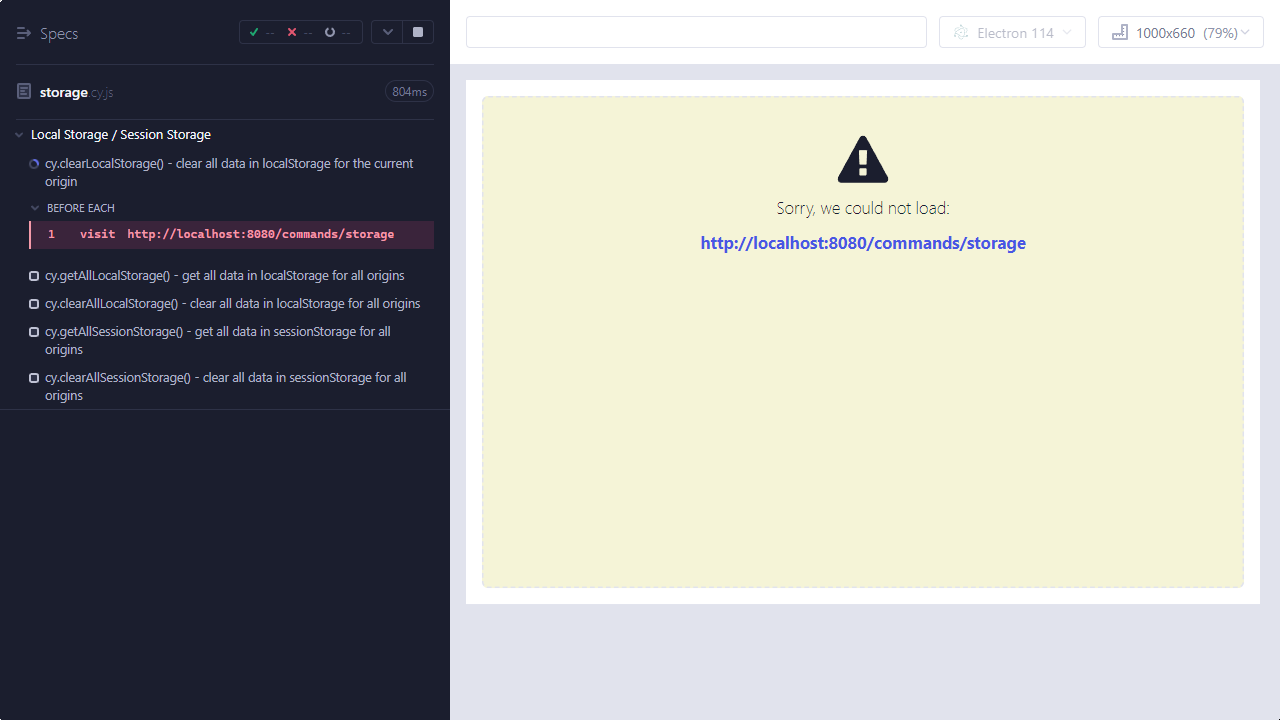 Specs
--
--
--
storage.cy.js
804ms
Local Storage / Session Storage
cy.clearLocalStorage() - clear all data in localStorage for the current
origin
BEFORE EACH
1 visit http://localhost:8080/commands/storage
cy.getAllLocalStorage() - get all data in localStorage for all origins
cy.clearAllLocalStorage() - clear all data in localStorage for all origins
cy.getAllSessionStorage() - get all data in sessionStorage for all
origins
cy.clearAllSessionStorage() - clear all data in sessionStorage for all
origins
Electron 114
1000x660 (79%)
Sorry, we could not load:
http://localhost:8080/commands/storage